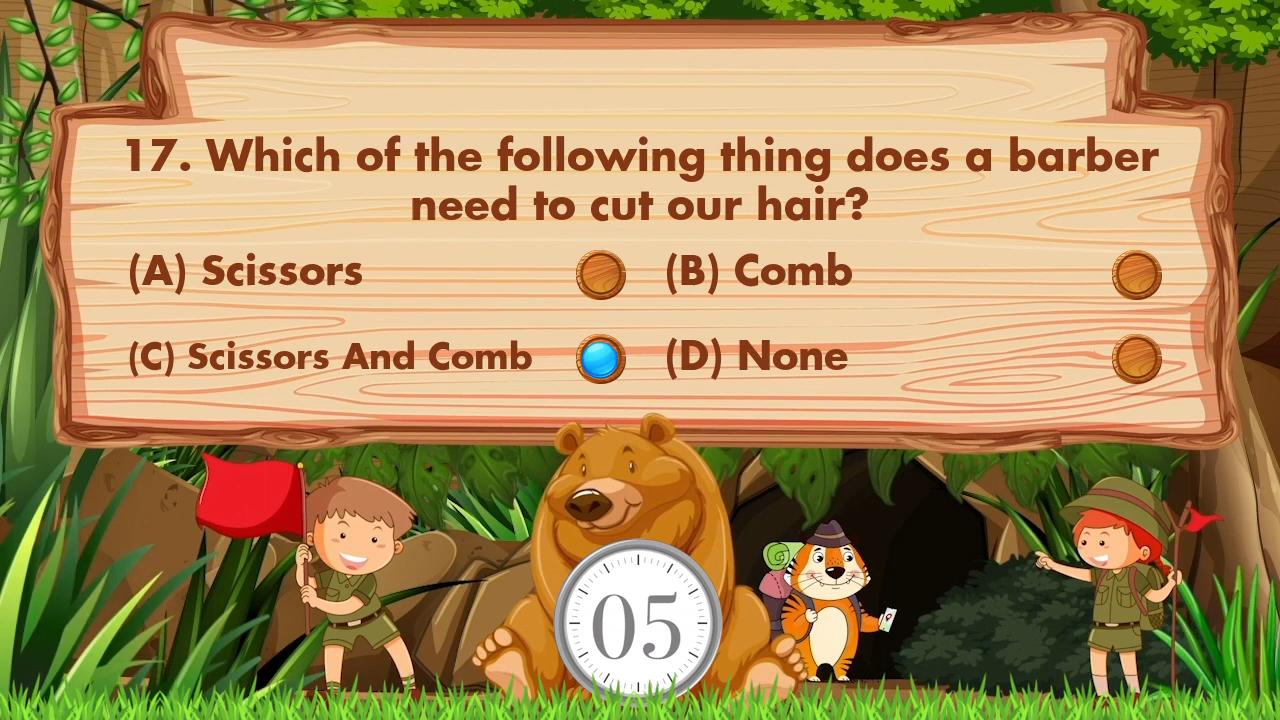 17. Which of the following thing does a barber
need to cut our hair?
(A) Scissors (B) Comb
(C) Scissors And Comb (D) None
05